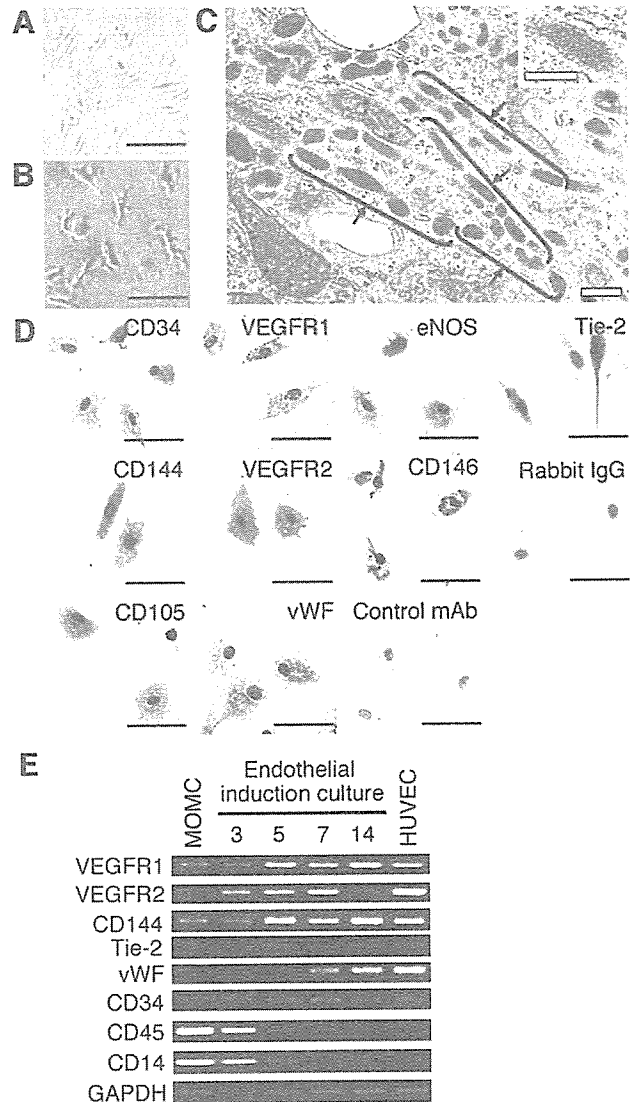 A
B
C
D
CD34 VEGFR1 eNOS Tie-2
CD144 VEGFR2 CD146 Rabbit IgG
CD105 vWF Control mAb
E
MOMC Endothelial induction culture HUVEC
3 5 7 14
VEGFR1
VEGFR2
CD144
Tie-2
vWF
CD34
CD45
CD14
GAPDH